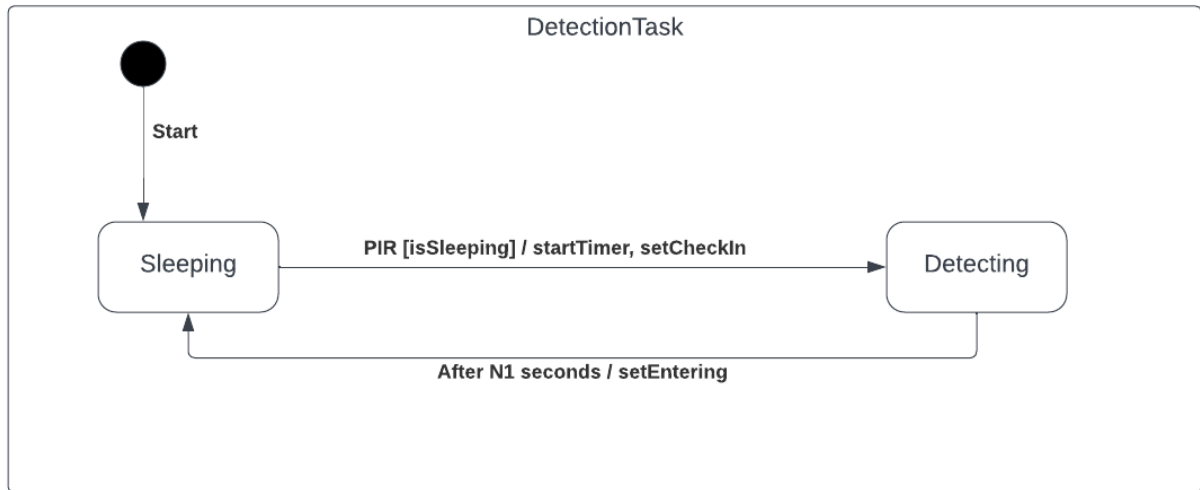 DetectionTask
Start
PIR [isSleeping] / startTimer, setCheckIn
Sleeping
Detecting
After N1 seconds / setEntering